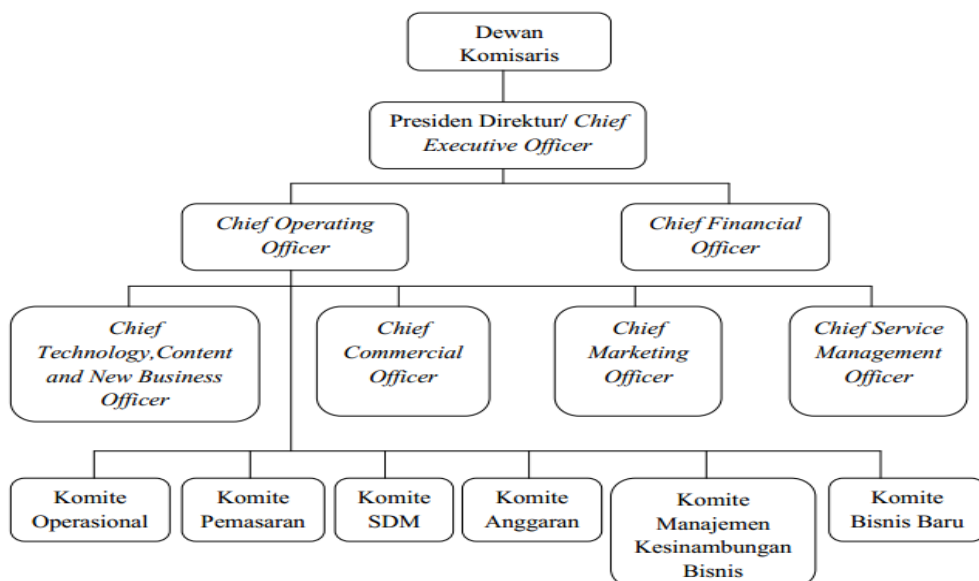 Dewan
Komisaris
Presiden Direktur/ Chief
Executive Officer
Chief Operating
Officer
Chief Financial
Officer
Chief
Technology,Content
and New Business
Officer
Chief
Commercial
Officer
Chief
Marketing
Officer
Chief Service
Management
Officer
Komite
Operasional
Komite
Pemasaran
Komite
SDM
Komite
Anggaran
Komite
Manajemen
Kesinambungan
Bisnis
Komite
Bisnis Baru